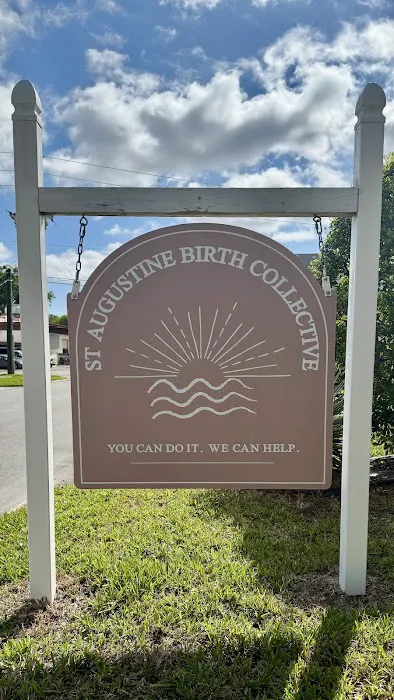 ST AUGUSTINE BIRTH COLLECTIVE
YOU CAN DO IT. WE CAN HELP.